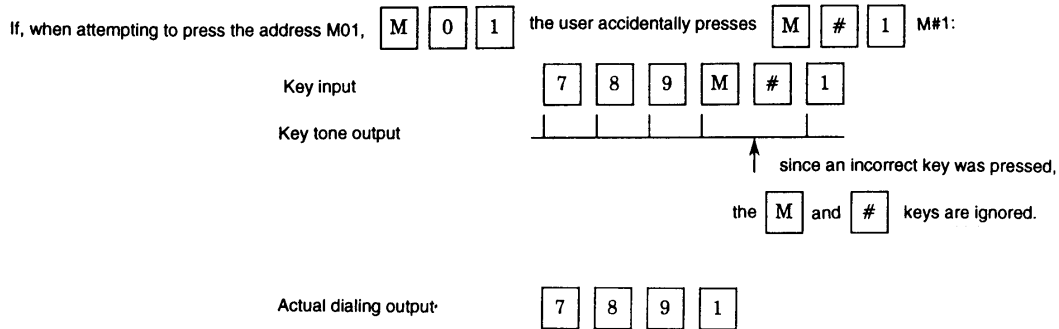 If, when attempting to press the address M01, M 0 1 the user accidentally presses M # 1 M#1:
Key input 7 8 9 M # 1
Key tone output
since an incorrect key was pressed,
the M and # keys are ignored.
Actual dialing output 7 8 9 1